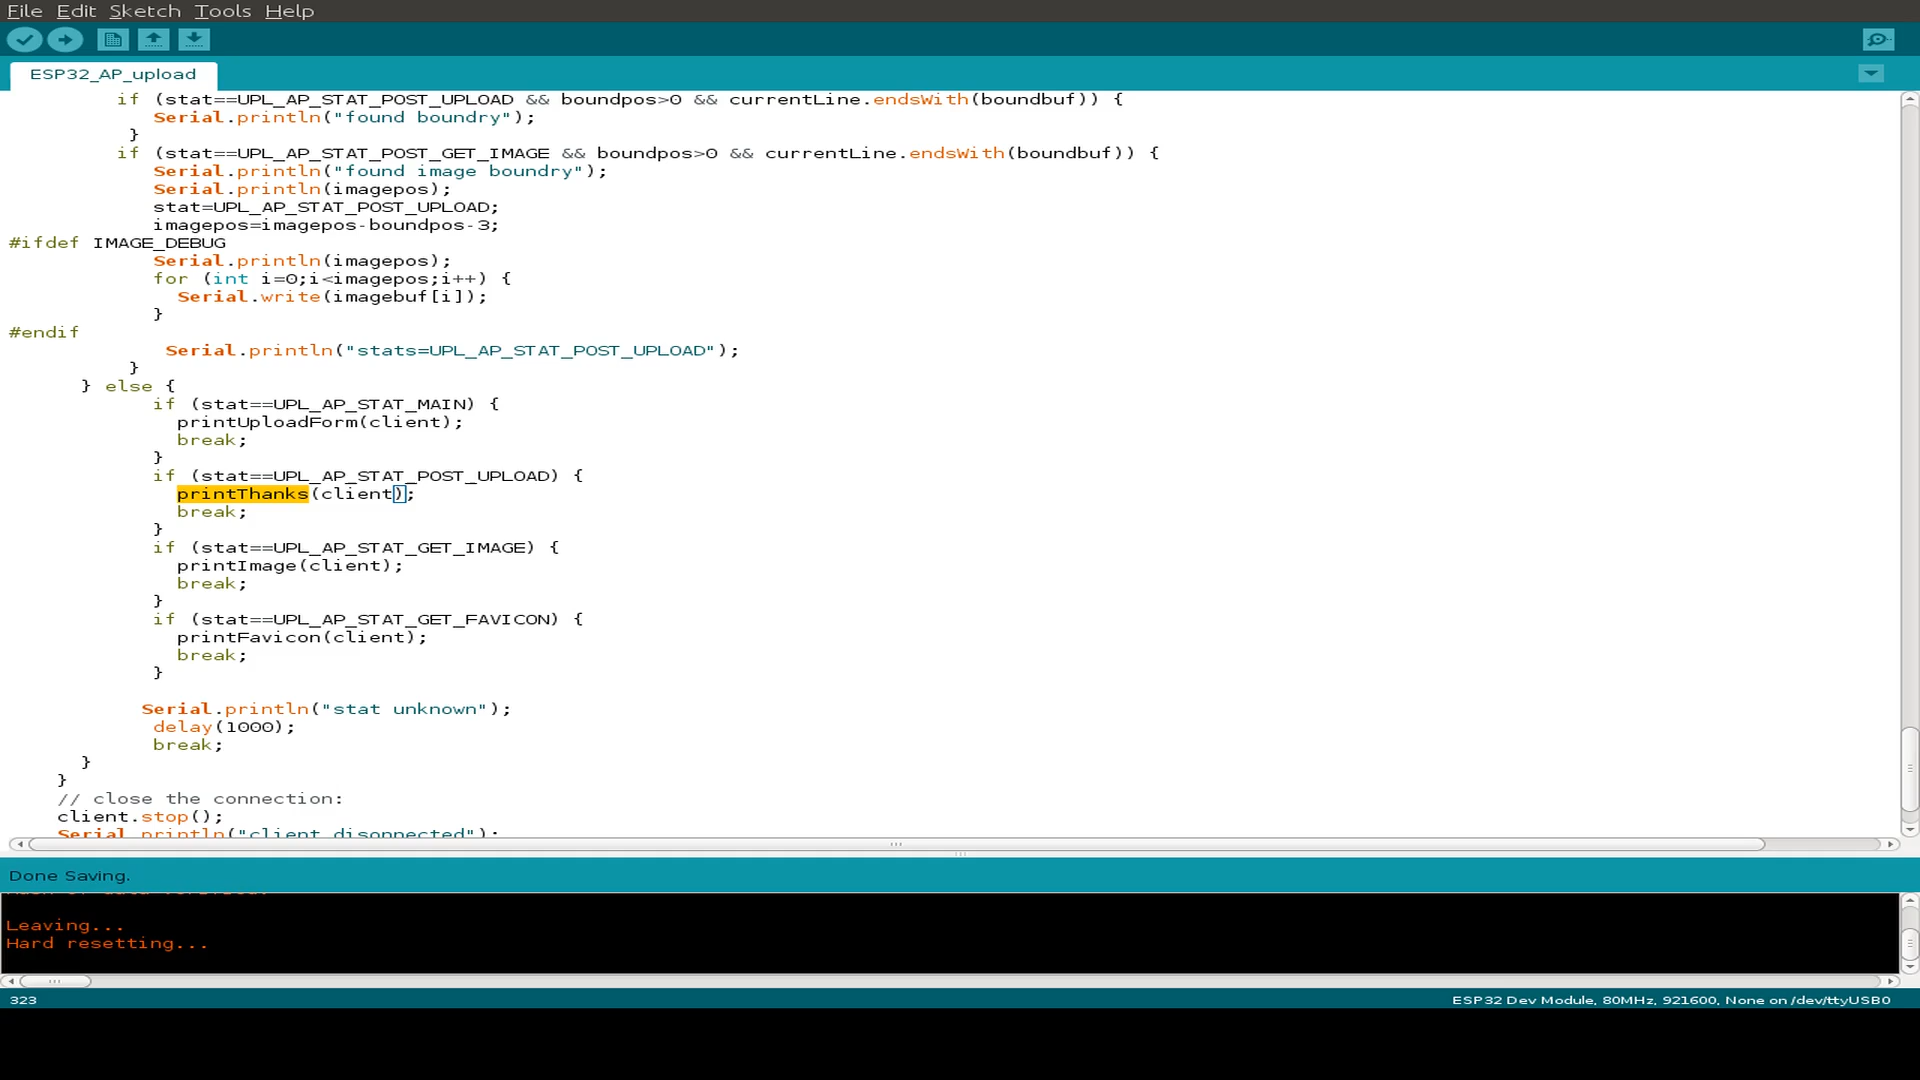 File Edit Sketch Tools Help
ESP32_AP_upload
if (stat==UPL_AP_STAT_POST_UPLOAD && boundpos>0 && currentLine.endsWith(boundbuf)) {
Serial.println("found boundry");
}
if (stat==UPL_AP_STAT_POST_GET_IMAGE && boundpos>0 && currentLine.endsWith(boundbuf)) {
Serial.println("found image boundry");
Serial.println(imagepos);
stat=UPL_AP_STAT_POST_UPLOAD;
imagepos=imagepos-boundpos-3;
#ifdef IMAGE_DEBUG
Serial.println(imagepos);
for (int i=0;i<imagepos;i++) {
Serial.write(imagebuf[i]);
}
#endif
Serial.println("stats=UPL_AP_STAT_POST_UPLOAD");
}
} else {
if (stat==UPL_AP_STAT_MAIN) {
printUploadForm(client);
break;
}
if (stat==UPL_AP_STAT_POST_UPLOAD) {
printThanks(client);
break;
}
if (stat==UPL_AP_STAT_GET_IMAGE) {
printImage(client);
break;
}
if (stat==UPL_AP_STAT_GET_FAVICON) {
printFavicon(client);
break;
}
Serial.println("stat unknown");
delay(1000);
break;
}
}
// close the connection:
client.stop();
Serial.println("client disonnected");
Done Saving.
Leaving...
Hard resetting...
323
ESP32 Dev Module, 80MHz, 921600, None on /dev/ttyUSB0